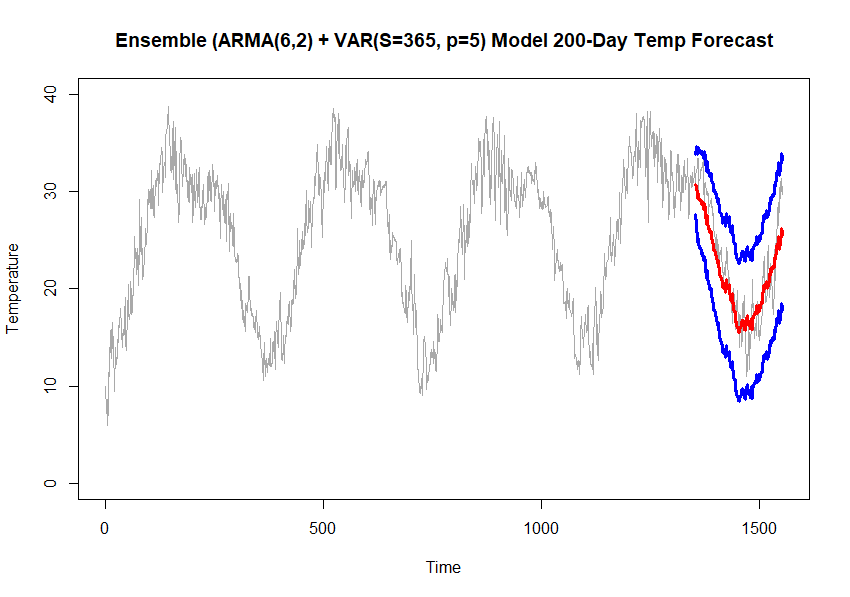 Ensemble (ARMA(6,2) + VAR(S=365, p=5) Model 200-Day Temp Forecast
40
30
20
10
0
Temperature
0 500 1000 1500
Time